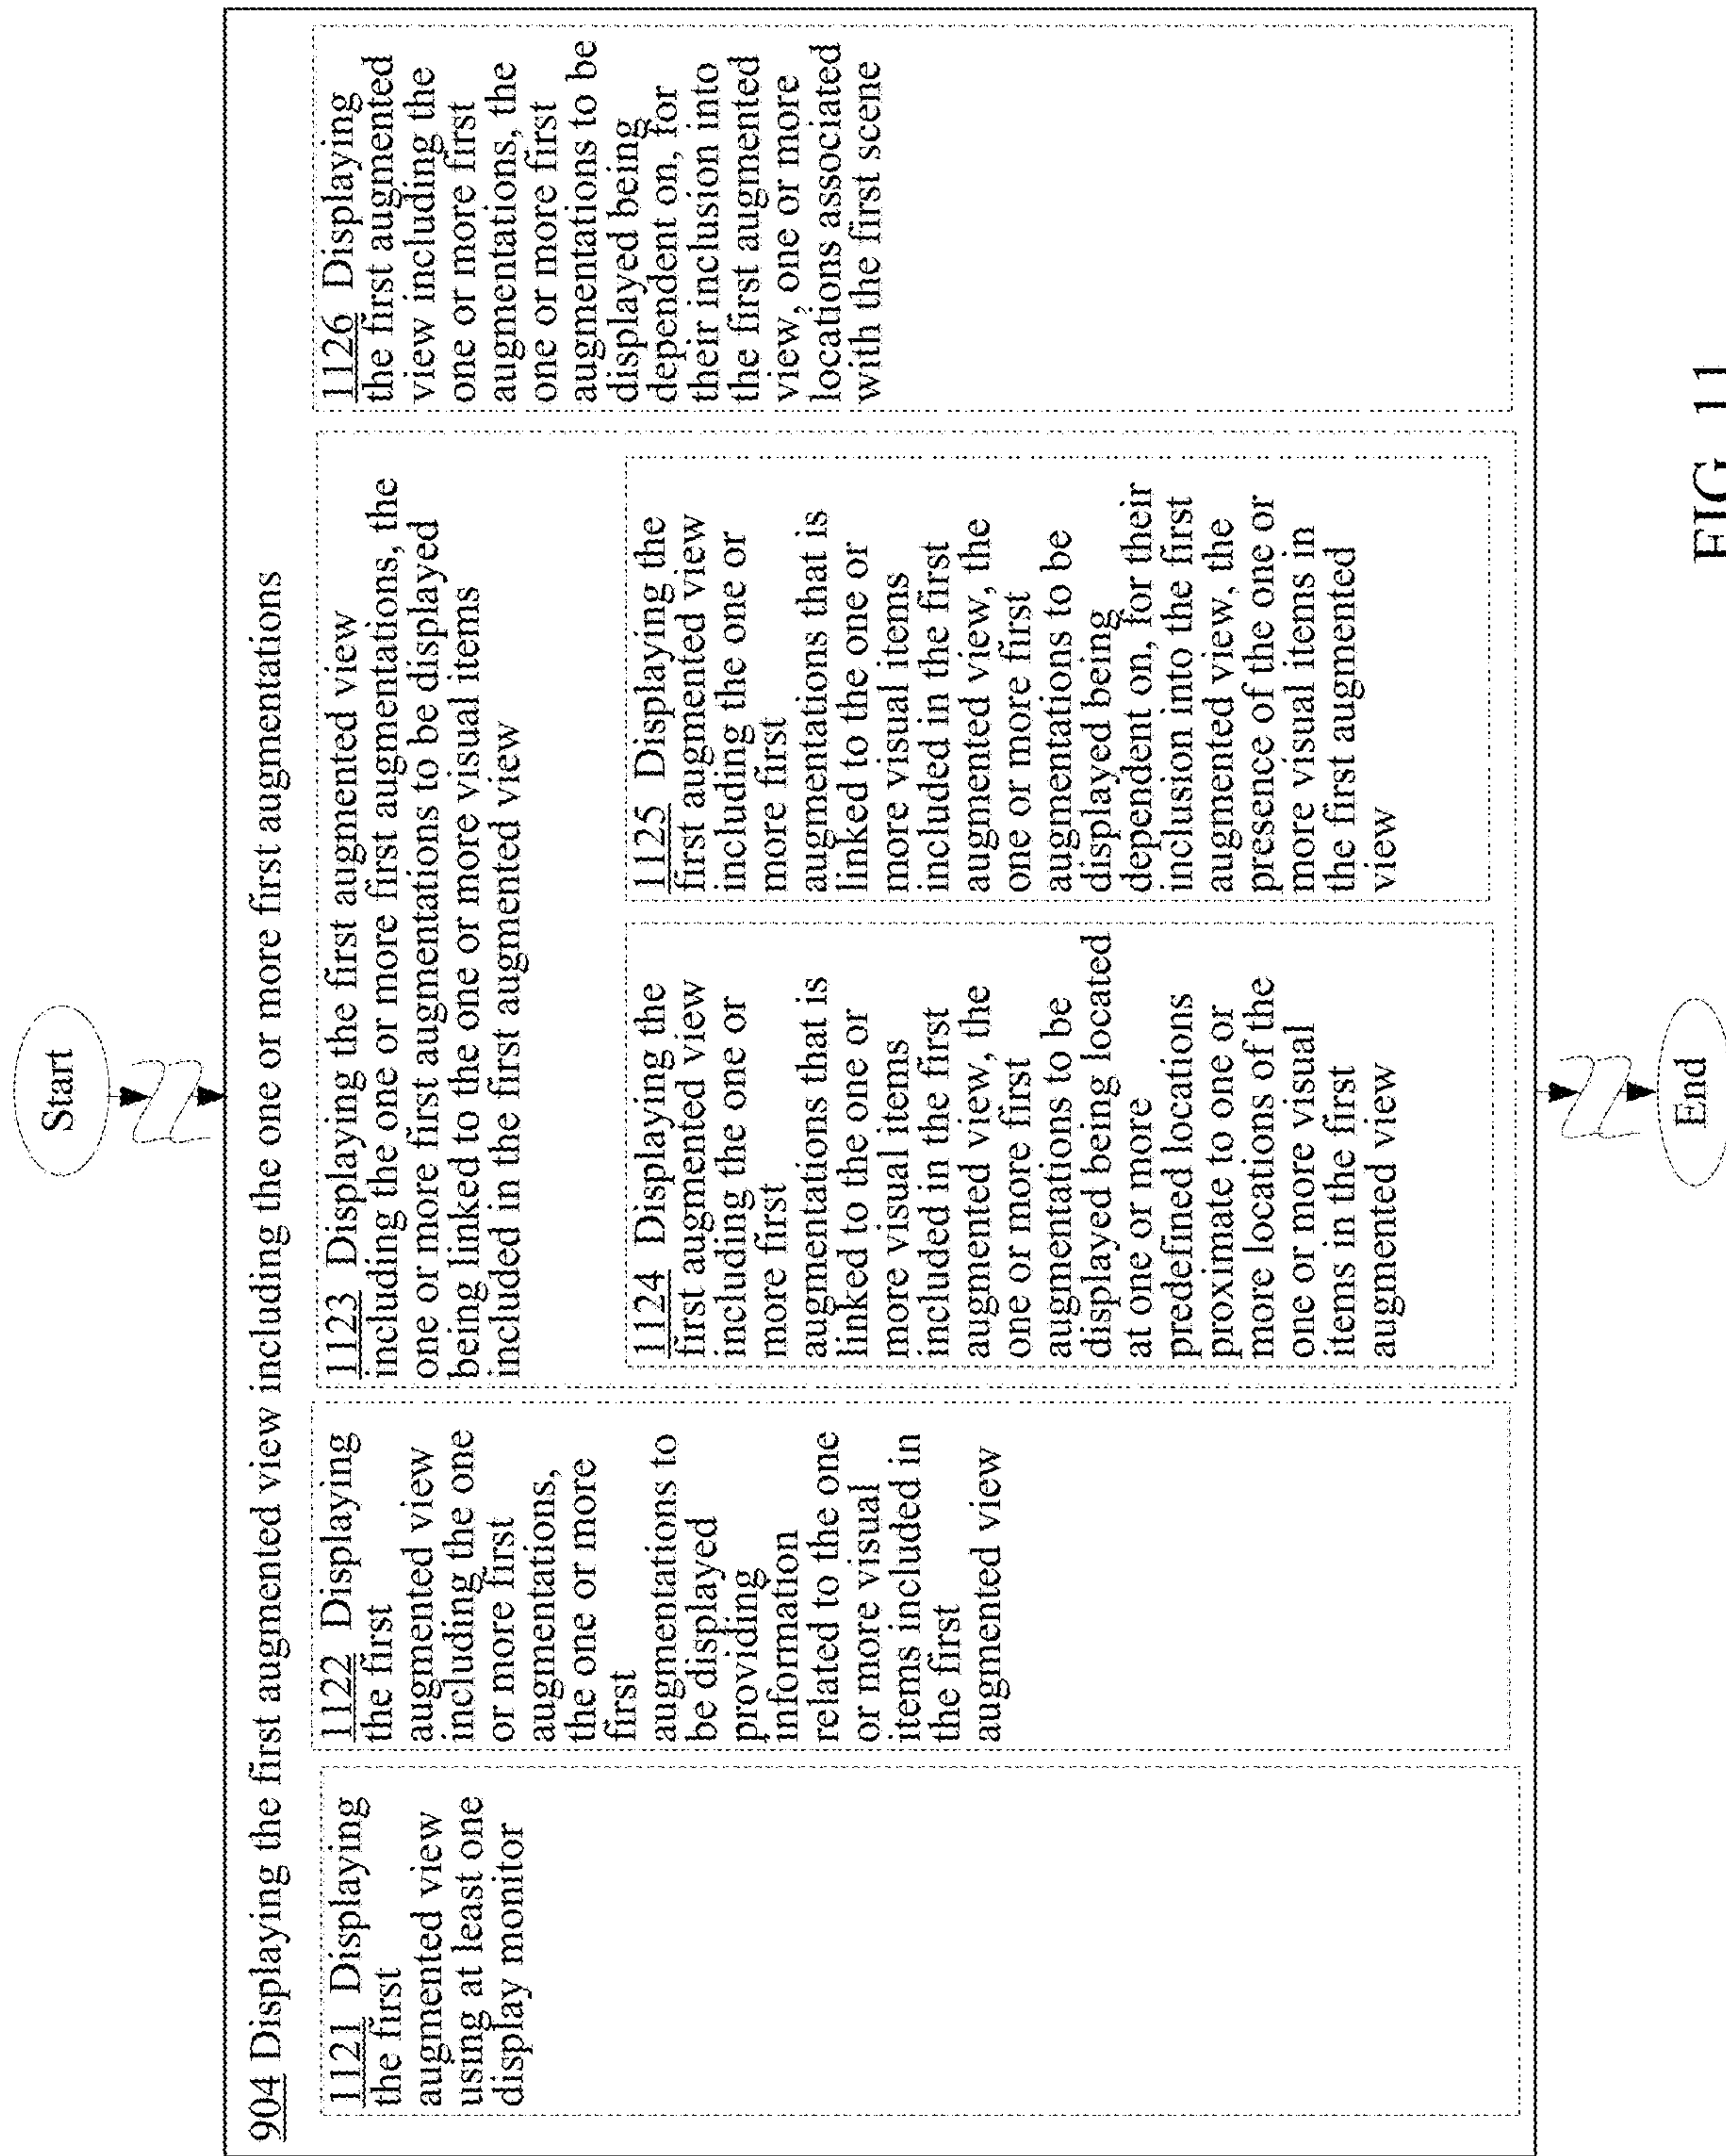 Start
904 Displaying the first augmented view including the one or more first augmentations
1121 Displaying
the first
augmented view
using at least one
display monitor
1122 Displaying
the first
augmented view
including the one
or more first
augmentations,
the one or more
first
augmentations to
be displayed
providing
information
related to the one
or more visual
items included in
the first
augmented view
1123 Displaying the first augmented view
including the one or more first augmentations, the
one or more first augmentations to be displayed
being linked to the one or more visual items
included in the first augmented view
1124 Displaying the
first augmented view
including the one or
more first
augmentations that is
linked to the one or
more visual items
included in the first
augmented view, the
one or more first
augmentations to be
displayed being located
at one or more
predefined locations
proximate to one or
more locations of the
one or more visual
items in the first
augmented view
1125 Displaying the
first augmented view
including the one or
more first
augmentations that is
linked to the one or
more visual items
included in the first
augmented view, the
one or more first
augmentations to be
displayed being
dependent on, for their
inclusion into the first
augmented view, the
presence of the one or
more visual items in
the first augmented
view
1126 Displaying
the first augmented
view including the
one or more first
augmentations, the
one or more first
augmentations to be
displayed being
dependent on, for
their inclusion into
the first augmented
view, one or more
locations associated
with the first scene
End
FIG. 11